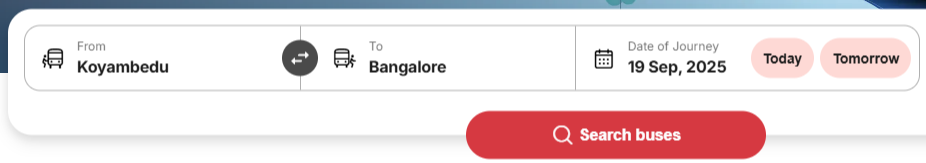 From
Koyambedu
To
Bangalore
Date of Journey
19 Sep, 2025
Today
Tomorrow
Search buses